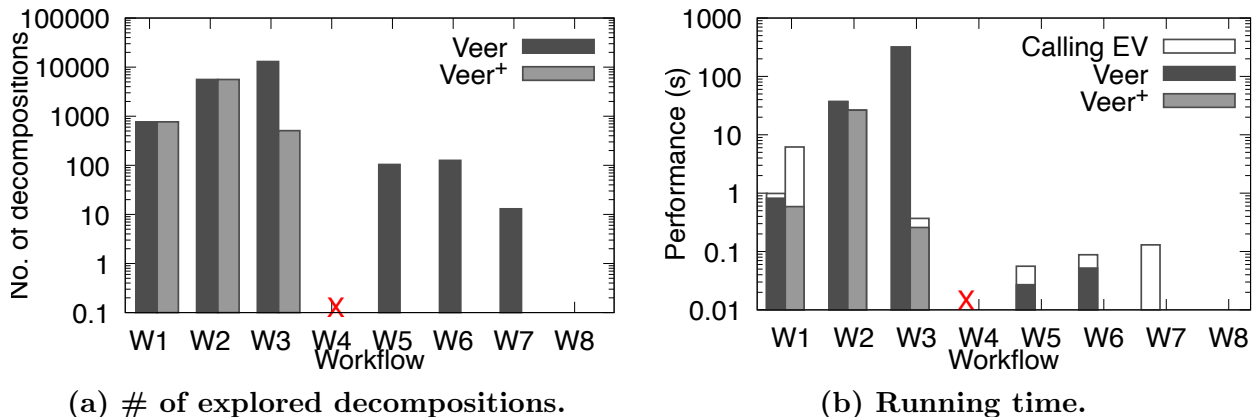 No. of decompositions
100000
10000
1000
100
10
1
0.1
Veer
Veer+
X
W1 W2 W3 W4 W5 W6 W7 W8
Workflow
(a) # of explored decompositions.
Performance (s)
1000
100
10
1
0.1
0.01
Calling EV
Veer
Veer+
X
W1 W2 W3 W4 W5 W6 W7 W8
Workflow
(b) Running time.